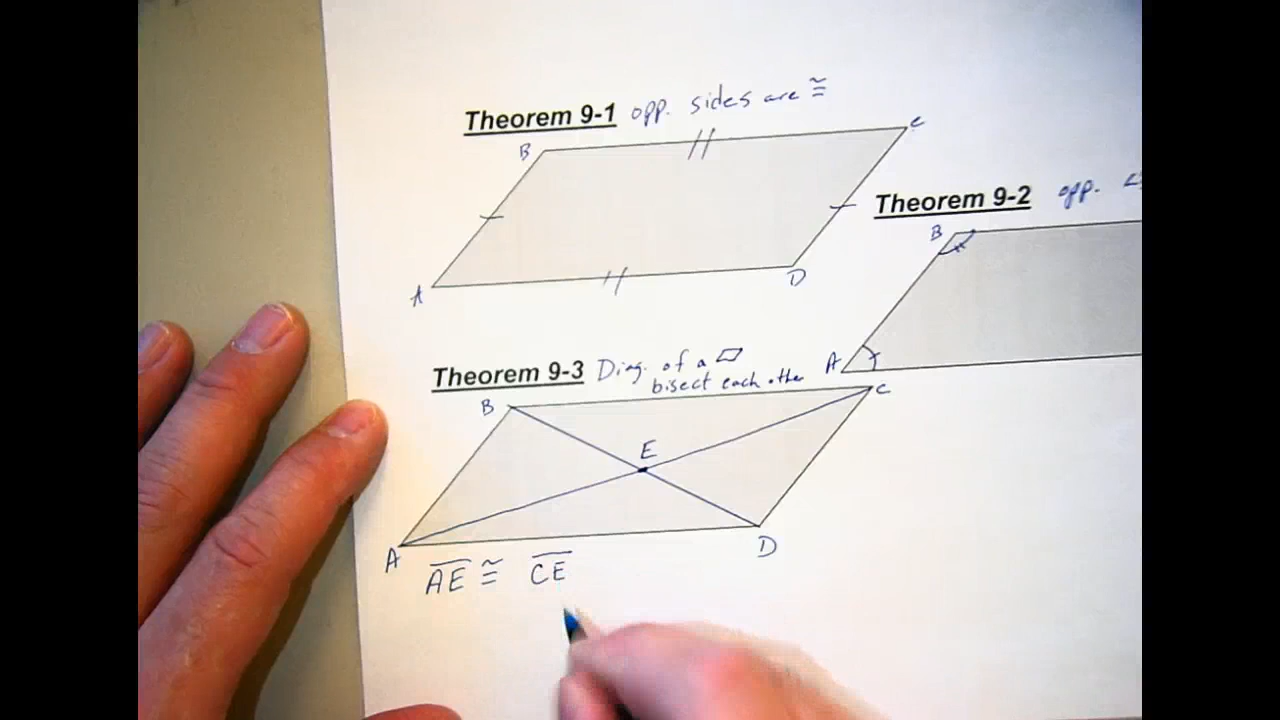 Theorem 9-1 opp. sides are ≅
B
C
A
D
Theorem 9-2 opp.
B
A
Theorem 9-3 Diag. of a ▱
bisect each other
B
C
E
A
D
AE ≅ CE